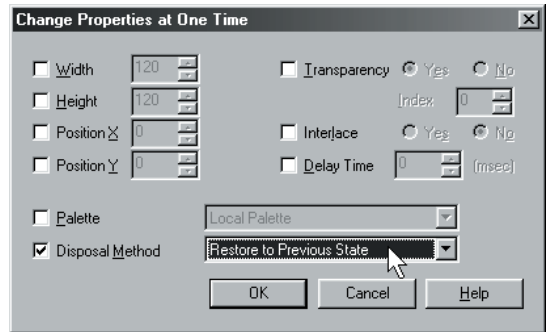 Change Properties at One Time
Width 120 Transparency Yes No
Height 120 Index 0
Position X 0 Interlace Yes No
Position Y 0 Delay Time 0 (msec)
Palette Local Palette
Disposal Method Restore to Previous State
OK Cancel Help